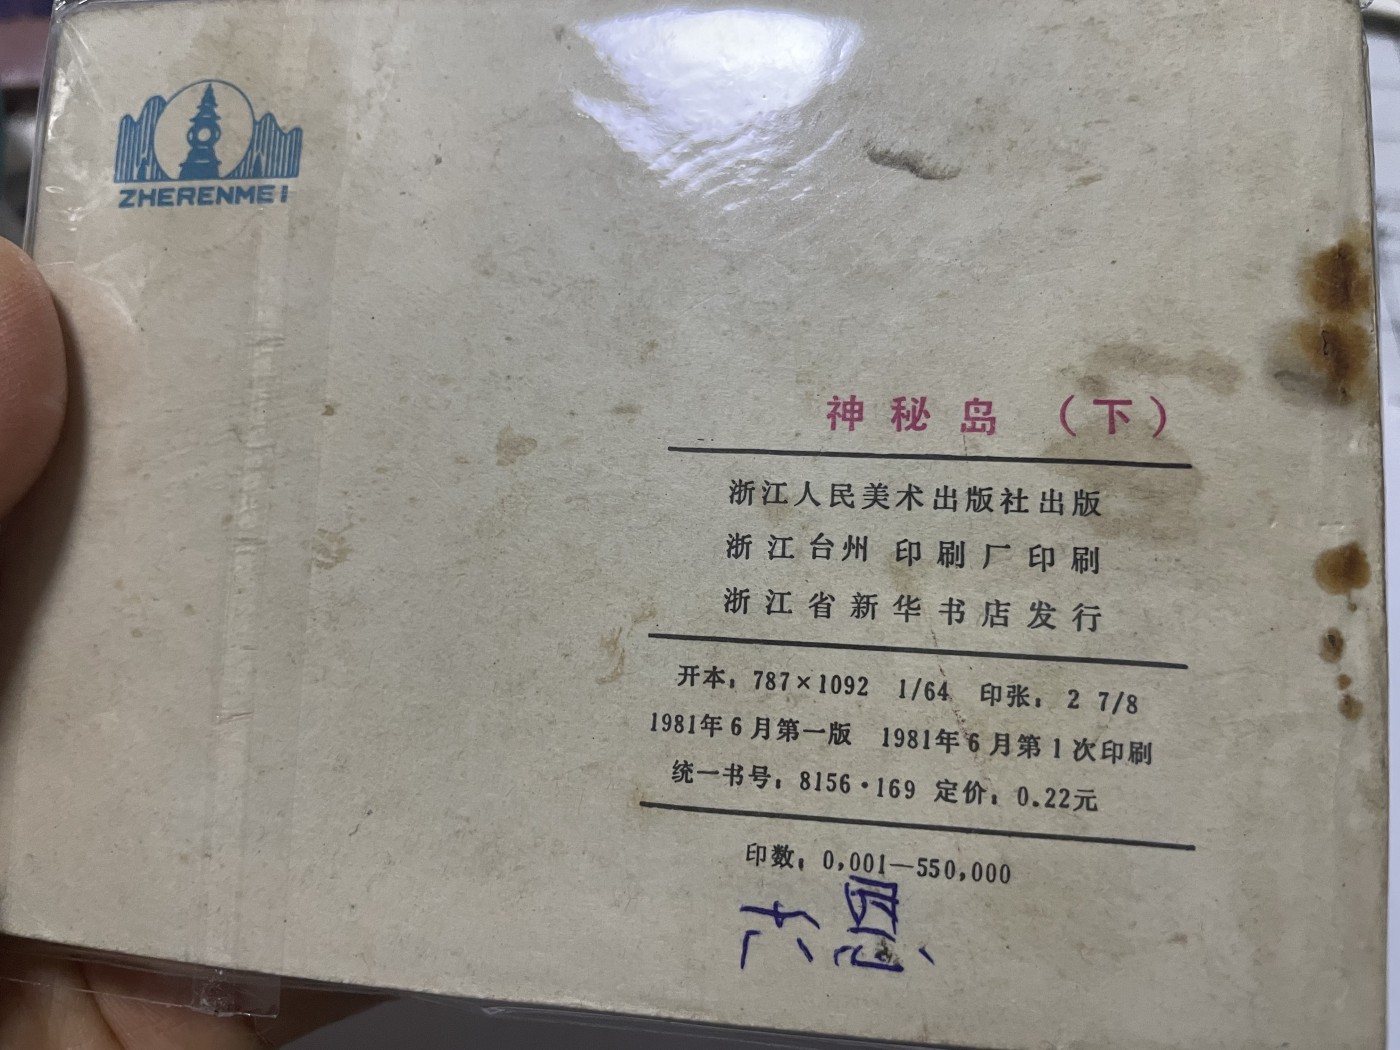 ZHERENMEI
神秘岛（下）
浙江人民美术出版社出版
浙江台州印刷厂印刷
浙江省新华书店发行
开本：787×1092 1/64 印张：2 7/8
1981年6月第一版 1981年6月第1次印刷
统一书号：8156·169 定价：0.22元
印数：0,001—550,000